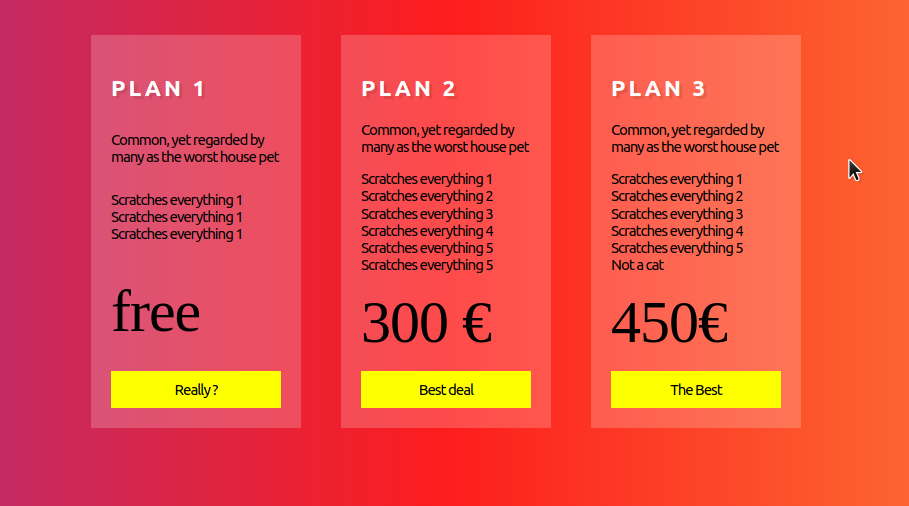 PLAN 1
Common, yet regarded by
many as the worst house pet
Scratches everything 1
Scratches everything 1
Scratches everything 1
free
Really ?
PLAN 2
Common, yet regarded by
many as the worst house pet
Scratches everything 1
Scratches everything 2
Scratches everything 3
Scratches everything 4
Scratches everything 5
Scratches everything 5
300 €
Best deal
PLAN 3
Common, yet regarded by
many as the worst house pet
Scratches everything 1
Scratches everything 2
Scratches everything 3
Scratches everything 4
Scratches everything 5
Not a cat
450€
The Best